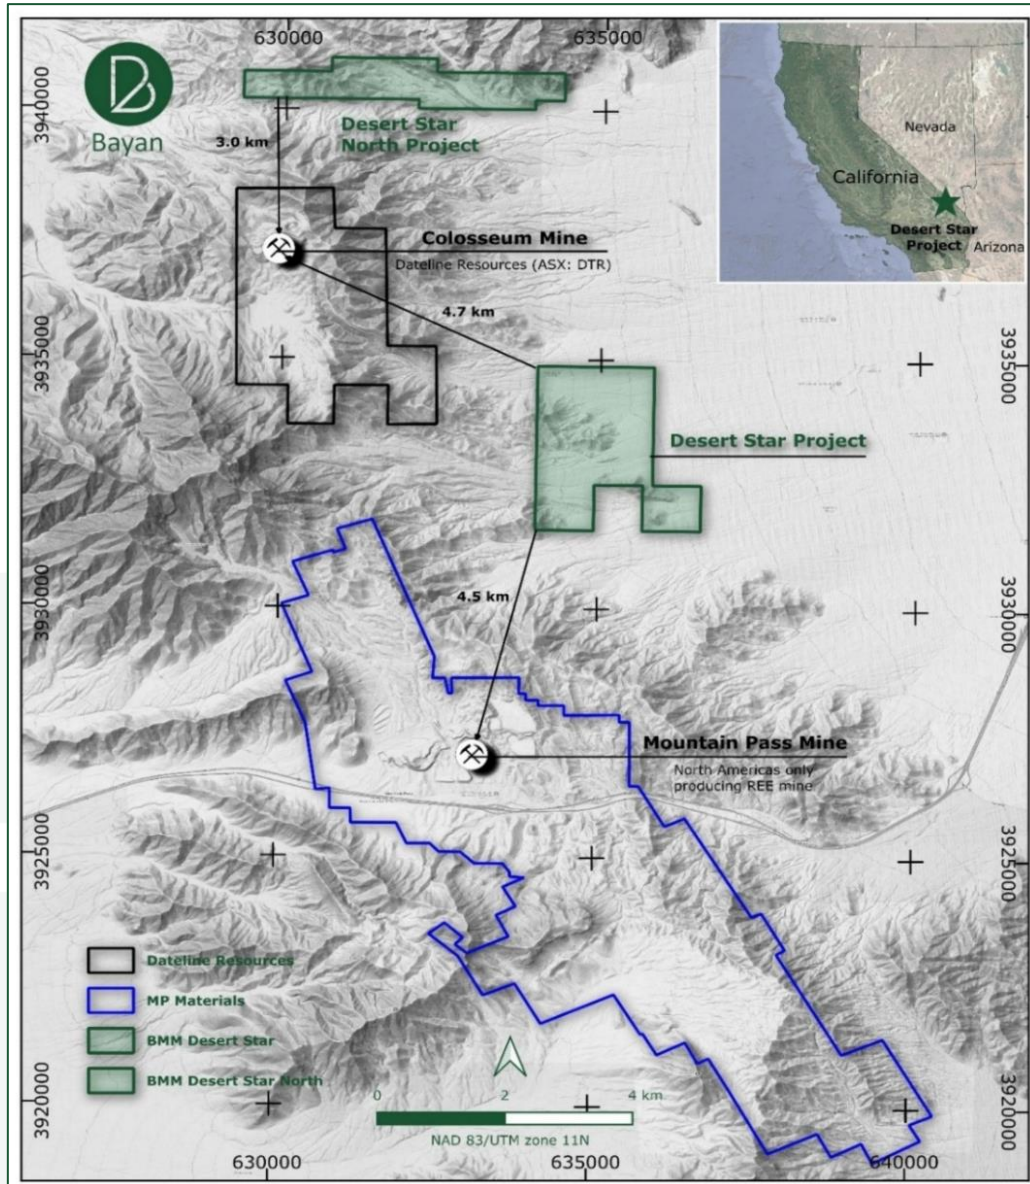 630000
635000
Bayan
3940000
Desert Star
North Project
3.0 km
Nevada
California
Desert Star
Project
Arizona
Colosseum Mine
Dateline Resources (ASX: DTR)
4.7 km
3935000
3935000
Desert Star Project
3930000
3930000
4.5 km
Mountain Pass Mine
North Americas only
producing REE mine
3925000
3925000
Dateline Resources
MP Materials
BMM Desert Star
BMM Desert Star North
0
2
4 km
NAD 83/UTM zone 11N
3920000
3920000
630000
635000
640000